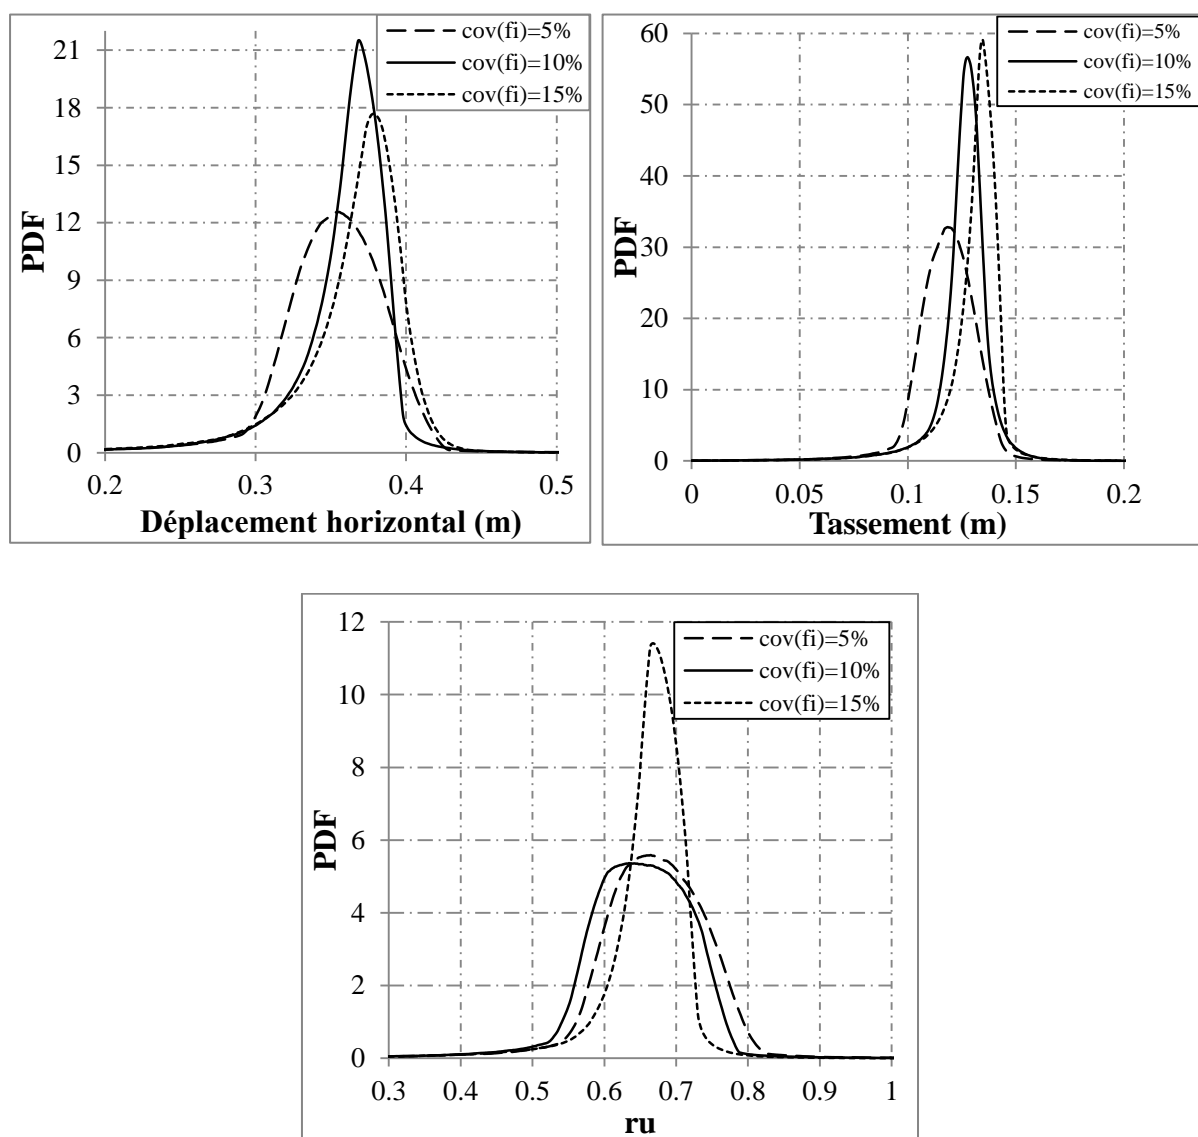 cov(fi)=5%
cov(fi)=10%
cov(fi)=15%
21
18
15
12
9
6
3
0
PDF
0.2 0.3 0.4 0.5
Déplacement horizontal (m)
cov(fi)=5%
cov(fi)=10%
cov(fi)=15%
60
50
40
30
20
10
0
PDF
0 0.05 0.1 0.15 0.2
Tassement (m)
cov(fi)=5%
cov(fi)=10%
cov(fi)=15%
12
10
8
6
4
2
0
PDF
0.3 0.4 0.5 0.6 0.7 0.8 0.9 1
ru